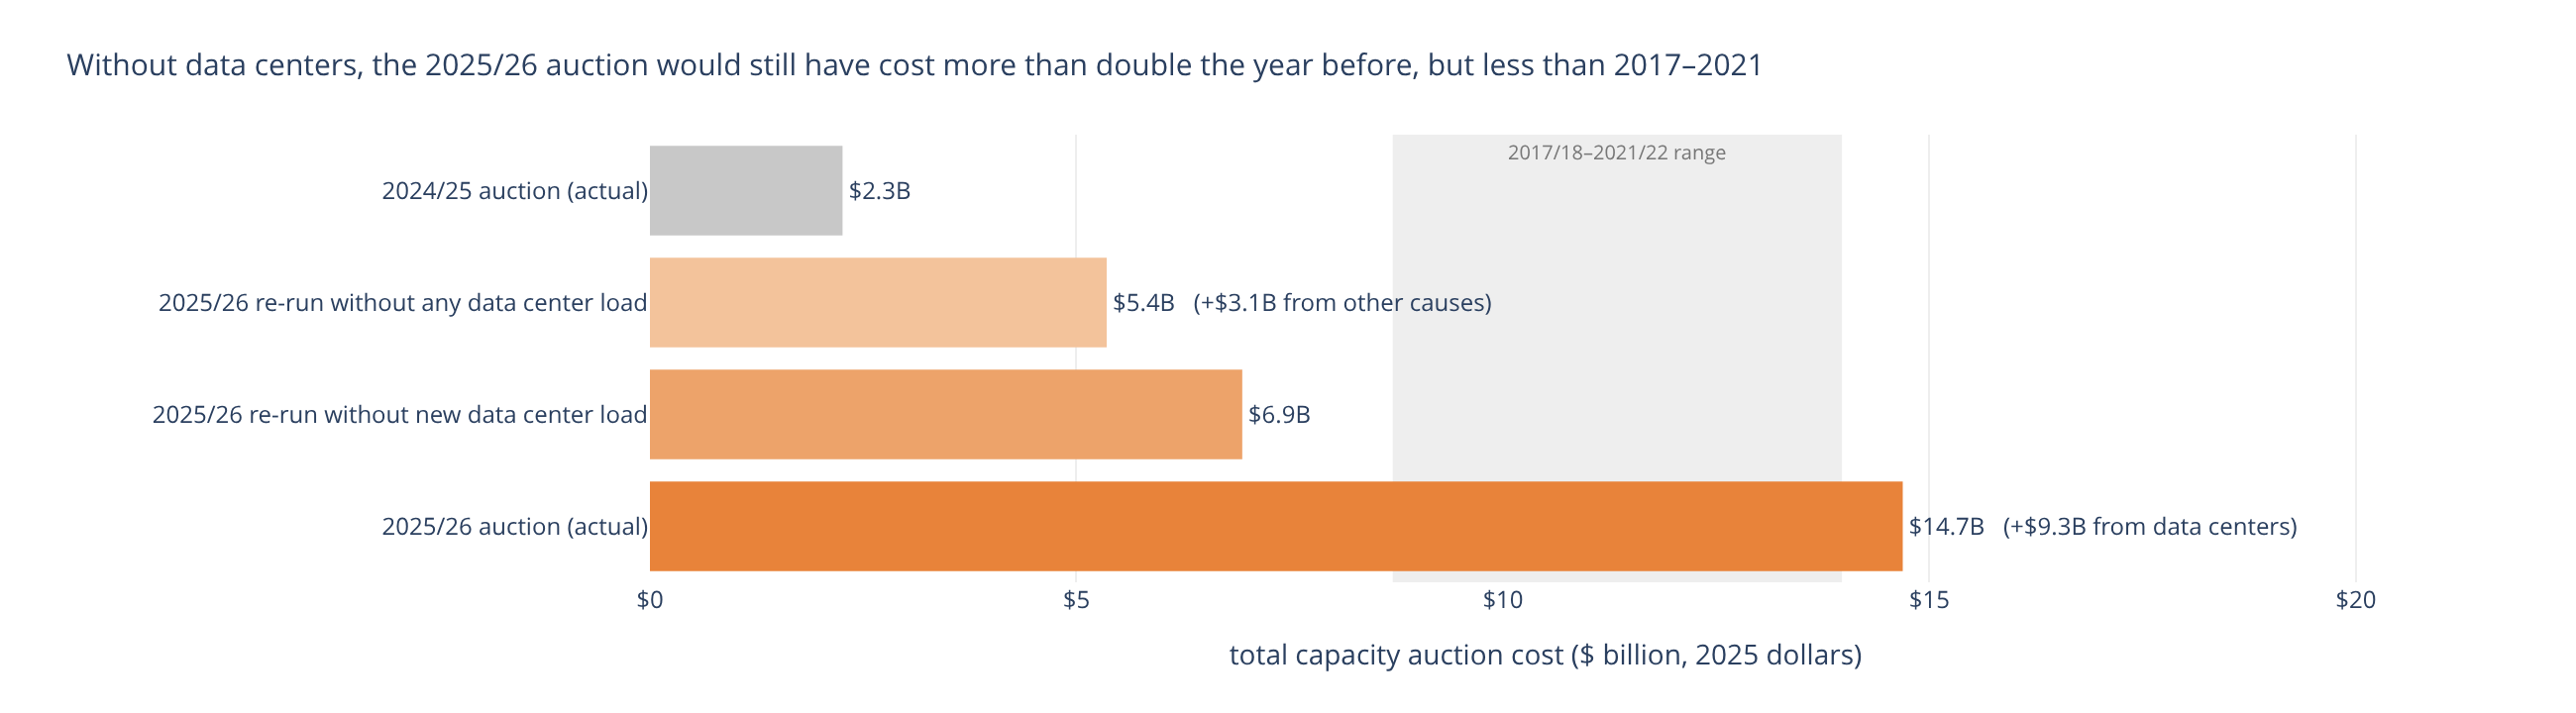 Without data centers, the 2025/26 auction would still have cost more than double the year before, but less than 2017–2021
2017/18–2021/22 range
2024/25 auction (actual) $2.3B
2025/26 re-run without any data center load $5.4B (+$3.1B from other causes)
2025/26 re-run without new data center load $6.9B
2025/26 auction (actual) $14.7B (+$9.3B from data centers)
$0 $5 $10 $15 $20
total capacity auction cost ($ billion, 2025 dollars)